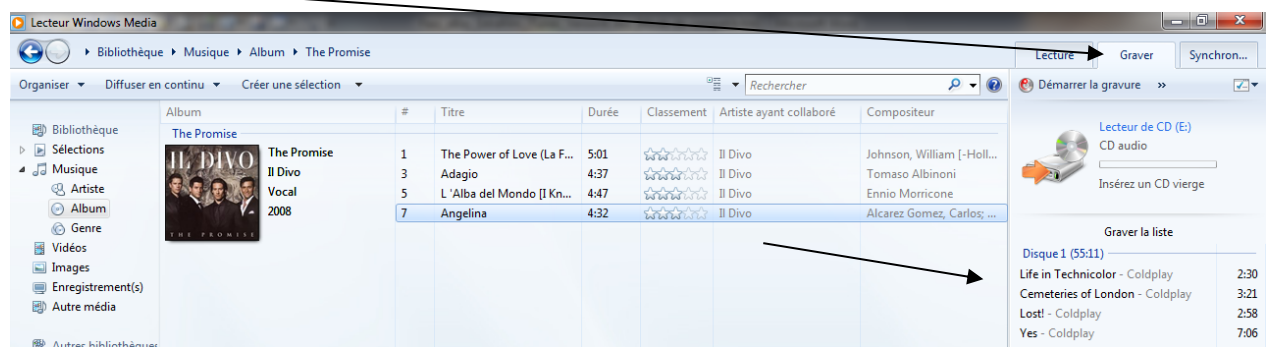 Lecteur Windows Media
Bibliothèque Musique Album The Promise
Lecture Graver Synchron...
Organiser Diffuser en continu Créer une sélection Rechercher Démarrer la gravure »
Album # Titre Durée Classement Artiste ayant collaboré Compositeur
Bibliothèque
Sélections
Musique
Artiste
Album
Genre
Vidéos
Images
Enregistrement(s)
Autre média
Autres bibliothèques
The Promise
IL DIVO
THE PROMISE
The Promise
Il Divo
Vocal
2008
1 The Power of Love (La F... 5:01 Il Divo Johnson, William [-Holl...
3 Adagio 4:37 Il Divo Tomaso Albinoni
5 L 'Alba del Mondo [I Kn... 4:47 Il Divo Ennio Morricone
7 Angelina 4:32 Il Divo Alcarez Gomez, Carlos; ...
Lecteur de CD (E:)
CD audio
Insérez un CD vierge
Graver la liste
Disque 1 (55:11)
Life in Technicolor - Coldplay 2:30
Cemeteries of London - Coldplay 3:21
Lost! - Coldplay 2:58
Yes - Coldplay 7:06